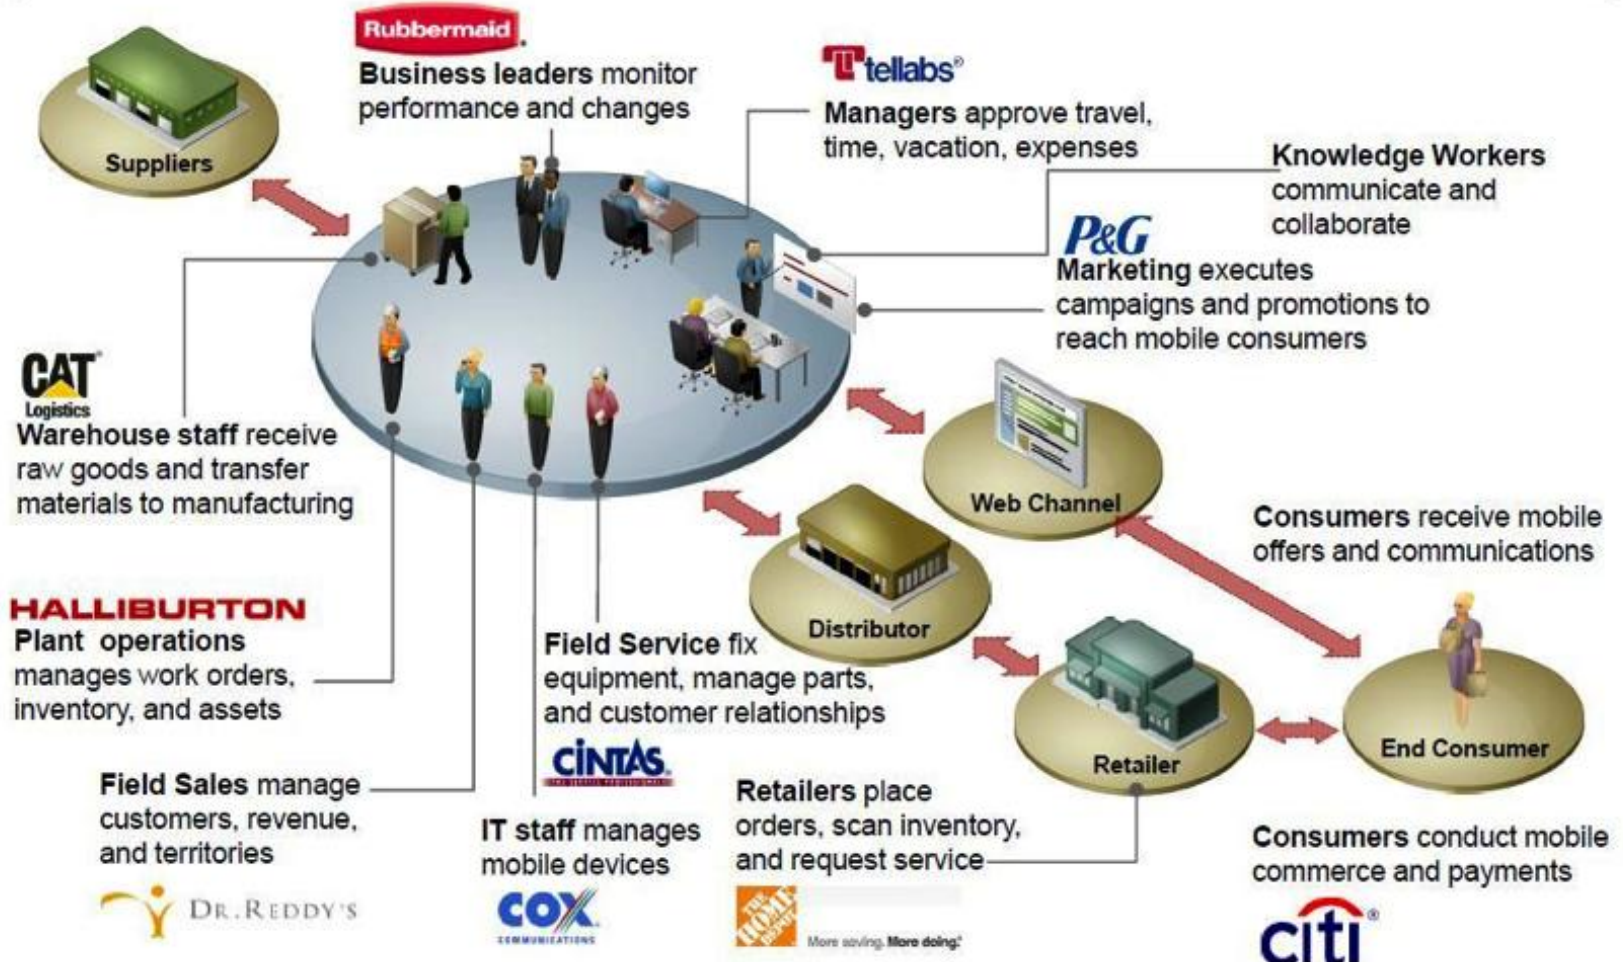 Rubbermaid
Business leaders monitor
performance and changes
tellabs®
Managers approve travel,
time, vacation, expenses
Knowledge Workers
communicate and
collaborate
P&G
Marketing executes
campaigns and promotions to
reach mobile consumers
Suppliers
CAT®
Logistics
Warehouse staff receive
raw goods and transfer
materials to manufacturing
Web Channel
Consumers receive mobile
offers and communications
HALLIBURTON
Plant operations
manages work orders,
inventory, and assets
Distributor
Field Service fix
equipment, manage parts,
and customer relationships
CINTAS®
Retailer
End Consumer
Field Sales manage
customers, revenue,
and territories
DR.REDDY'S
IT staff manages
mobile devices
COX
COMMUNICATIONS
Retailers place
orders, scan inventory,
and request service
THE
HOME
DEPOT
More saving. More doing.®
Consumers conduct mobile
commerce and payments
citi®